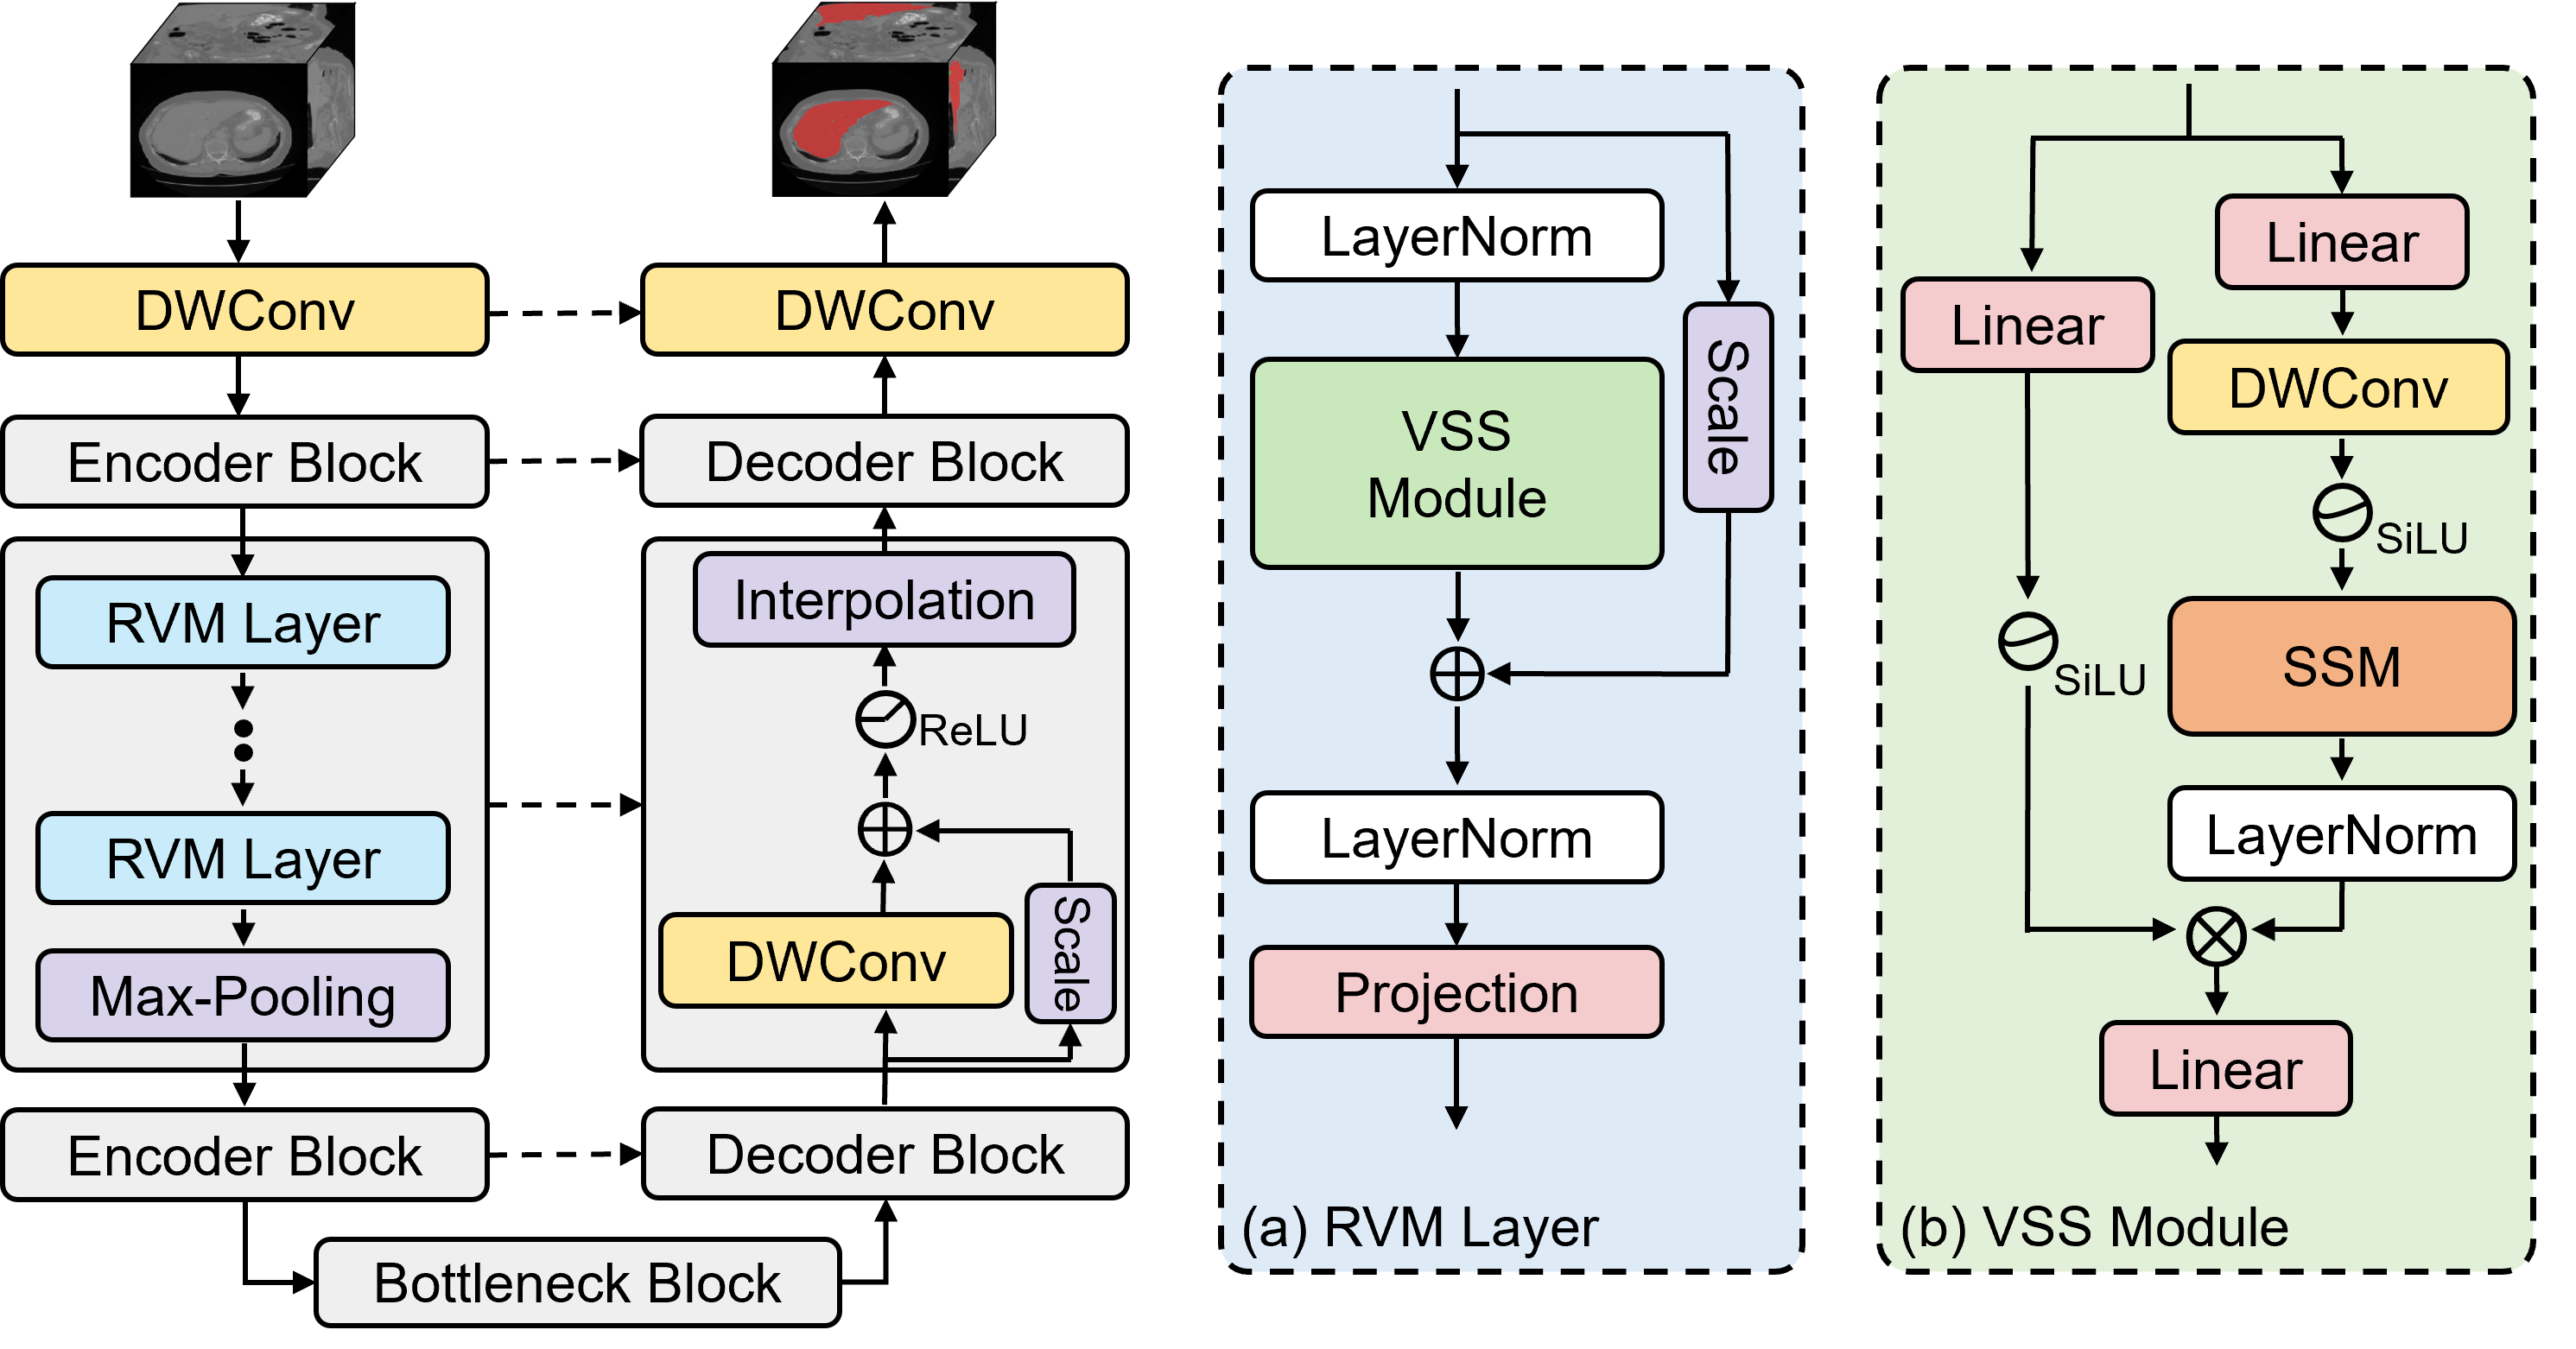 DWConv
Encoder Block
RVM Layer
RVM Layer
Max-Pooling
Encoder Block
Bottleneck Block
DWConv
Decoder Block
Interpolation
ReLU
DWConv
Scale
Decoder Block
LayerNorm
VSS
Module
Scale
LayerNorm
Projection
(a) RVM Layer
Linear
Linear
DWConv
SiLU
SiLU
SSM
LayerNorm
Linear
(b) VSS Module